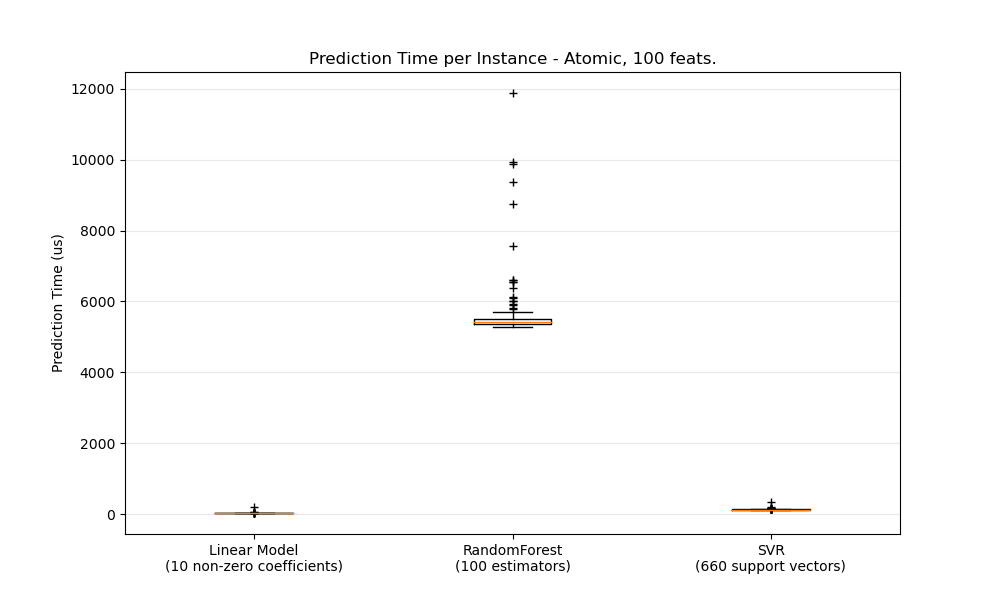 Prediction Time per Instance - Atomic, 100 feats.
12000
10000
8000
6000
4000
2000
0
Prediction Time (us)
Linear Model
(10 non-zero coefficients)
RandomForest
(100 estimators)
SVR
(660 support vectors)